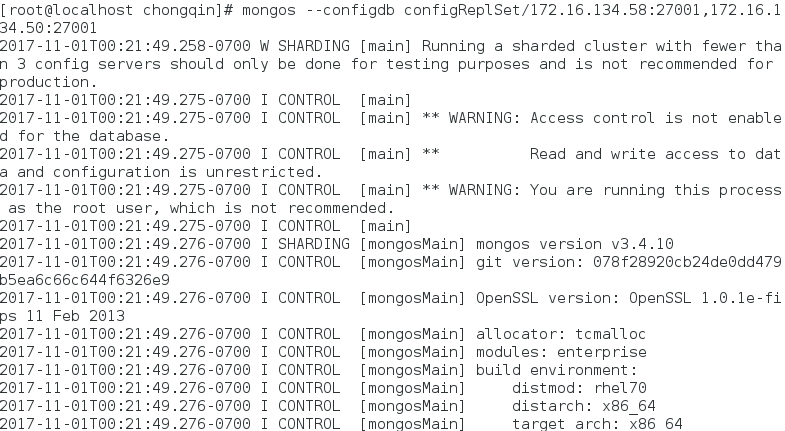 [root@localhost chongqin]# mongos --configdb configReplSet/172.16.134.58:27001,172.16.1
34.50:27001
2017-11-01T00:21:49.258-0700 W SHARDING [main] Running a sharded cluster with fewer tha
n 3 config servers should only be done for testing purposes and is not recommended for
production.
2017-11-01T00:21:49.275-0700 I CONTROL  [main]
2017-11-01T00:21:49.275-0700 I CONTROL  [main] ** WARNING: Access control is not enable
d for the database.
2017-11-01T00:21:49.275-0700 I CONTROL  [main] **          Read and write access to dat
a and configuration is unrestricted.
2017-11-01T00:21:49.275-0700 I CONTROL  [main] ** WARNING: You are running this process
 as the root user, which is not recommended.
2017-11-01T00:21:49.275-0700 I CONTROL  [main]
2017-11-01T00:21:49.276-0700 I SHARDING [mongosMain] mongos version v3.4.10
2017-11-01T00:21:49.276-0700 I CONTROL  [mongosMain] git version: 078f28920cb24de0dd479
b5ea6c66c644f6326e9
2017-11-01T00:21:49.276-0700 I CONTROL  [mongosMain] OpenSSL version: OpenSSL 1.0.1e-fi
ps 11 Feb 2013
2017-11-01T00:21:49.276-0700 I CONTROL  [mongosMain] allocator: tcmalloc
2017-11-01T00:21:49.276-0700 I CONTROL  [mongosMain] modules: enterprise
2017-11-01T00:21:49.276-0700 I CONTROL  [mongosMain] build environment:
2017-11-01T00:21:49.276-0700 I CONTROL  [mongosMain]     distmod: rhel70
2017-11-01T00:21:49.276-0700 I CONTROL  [mongosMain]     distarch: x86_64
2017-11-01T00:21:49.276-0700 I CONTROL  [mongosMain]     target_arch: x86_64